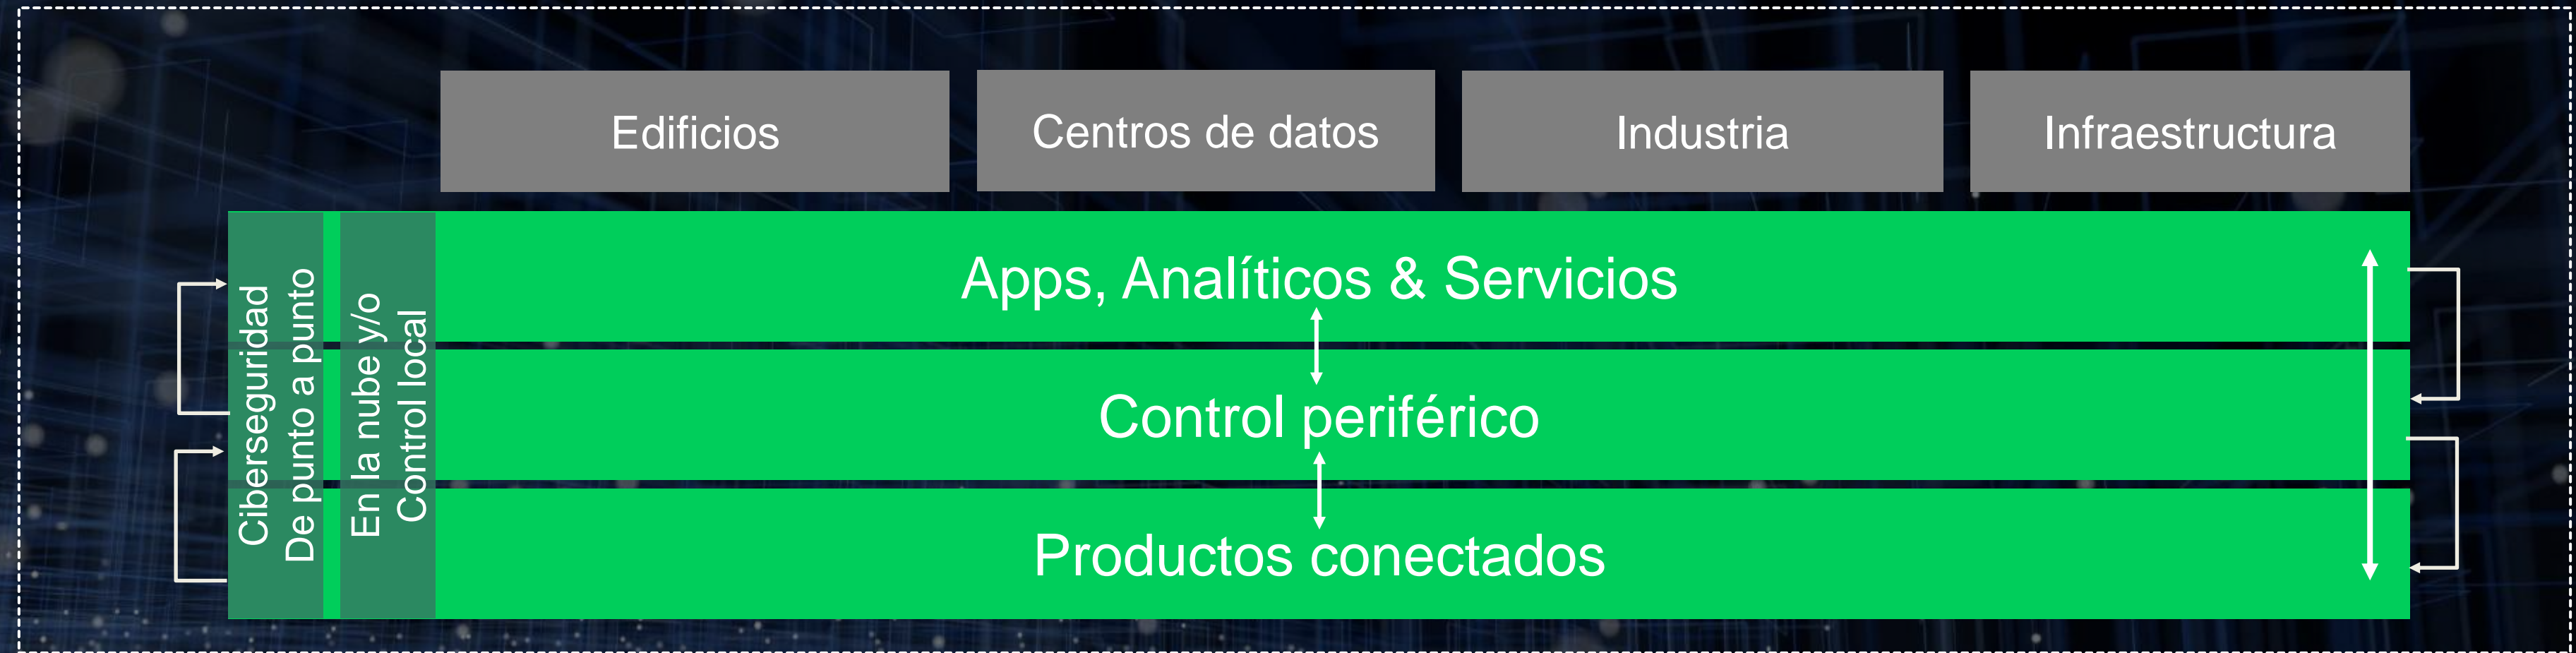 Edificios
Centros de datos
Industria
Infraestructura
Ciberseguridad
De punto a punto
En la nube y/o
Control local
Apps, Analíticos & Servicios
Control periférico
Productos conectados